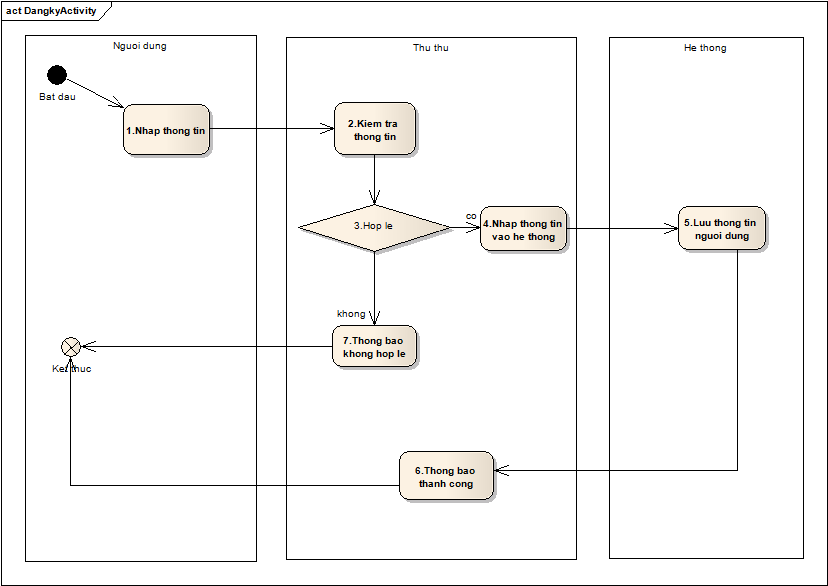 act DangkyActivity
Nguoi dung
Thu thu
He thong
Bat dau
1.Nhap thong tin
2.Kiem tra
thong tin
3.Hop le
co
4.Nhap thong tin
vao he thong
5.Luu thong tin
nguoi dung
khong
7.Thong bao
khong hop le
Ket thuc
6.Thong bao
thanh cong